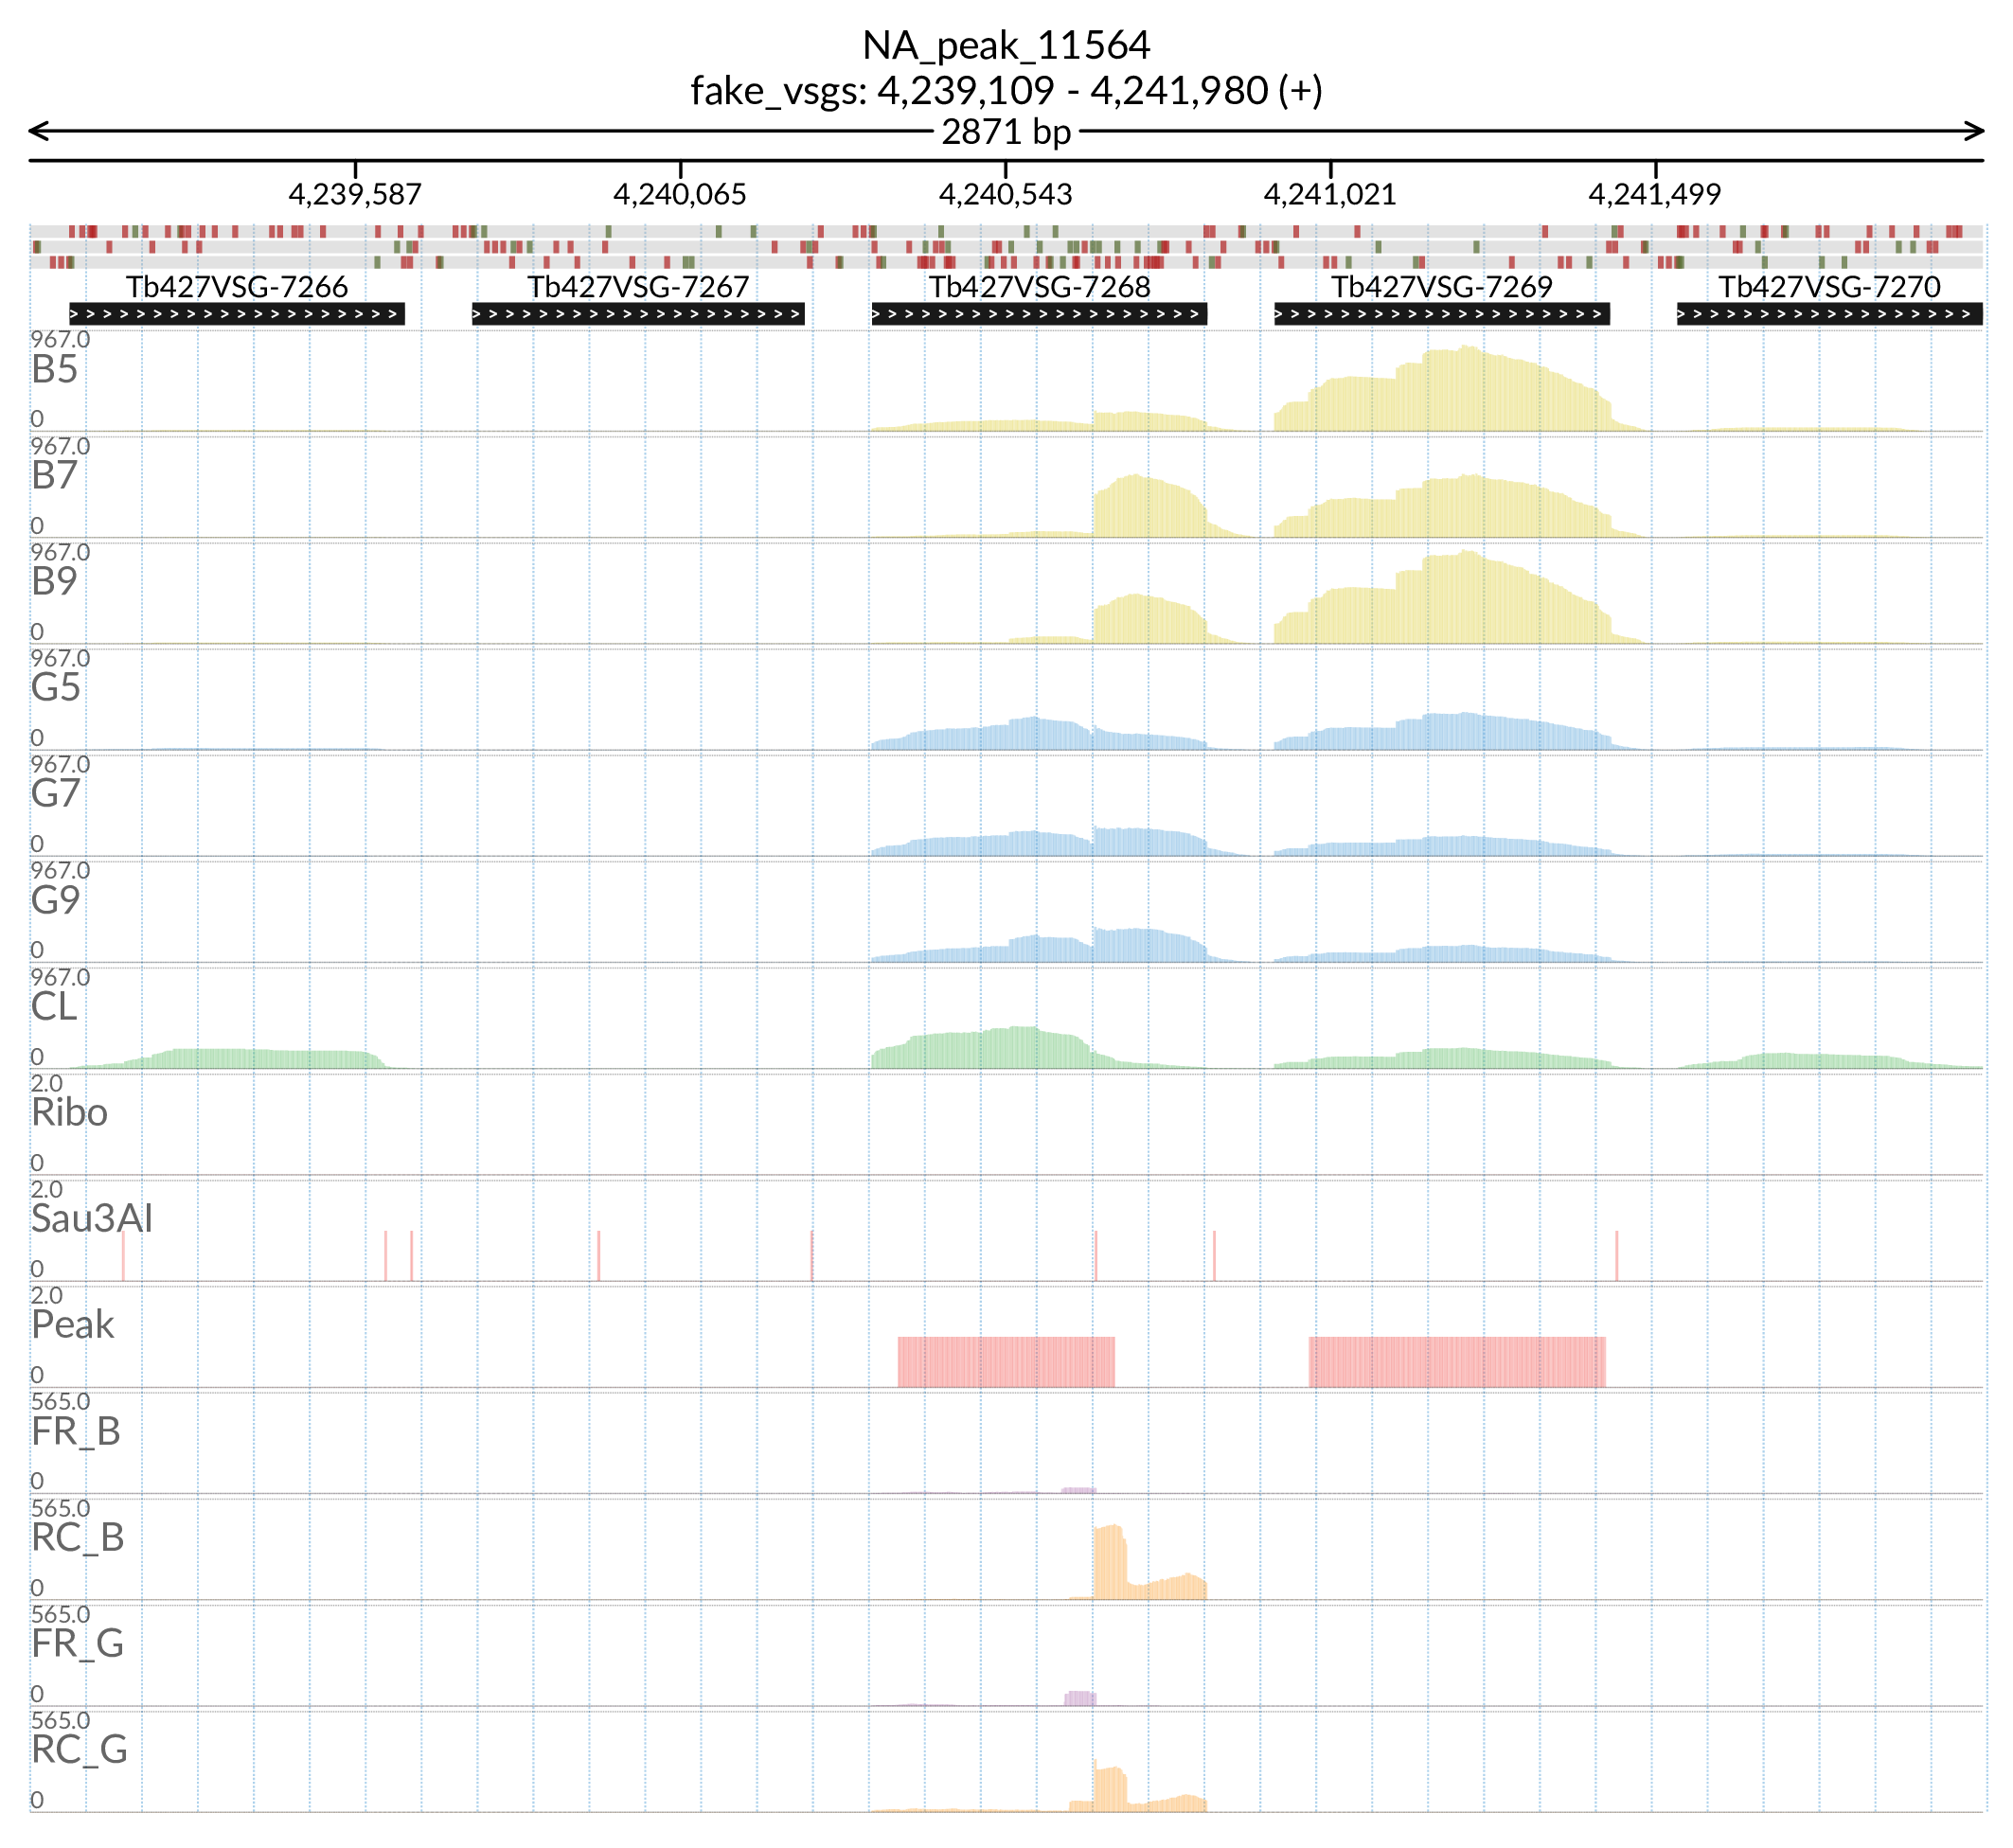 NA_peak_11564
fake_vsgs: 4,239,109 - 4,241,980 (+)
2871 bp
4,239,587 4,240,065 4,240,543 4,241,021 4,241,499
Tb427VSG-7266 Tb427VSG-7267 Tb427VSG-7268 Tb427VSG-7269 Tb427VSG-7270
967.0
B5
0
967.0
B7
0
967.0
B9
0
967.0
G5
0
967.0
G7
0
967.0
G9
0
967.0
CL
0
2.0
Ribo
0
2.0
Sau3AI
0
2.0
Peak
0
565.0
FR_B
0
565.0
RC_B
0
565.0
FR_G
0
565.0
RC_G
0